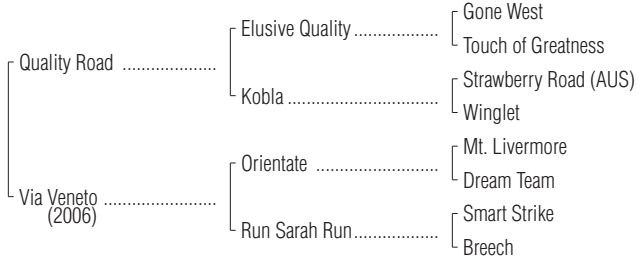 Gone West
Elusive Quality
Touch of Greatness
Quality Road
Strawberry Road (AUS)
Kobla
Winglet
Mt. Livermore
Orientate
Dream Team
Via Veneto
(2006)
Smart Strike
Run Sarah Run
Breech